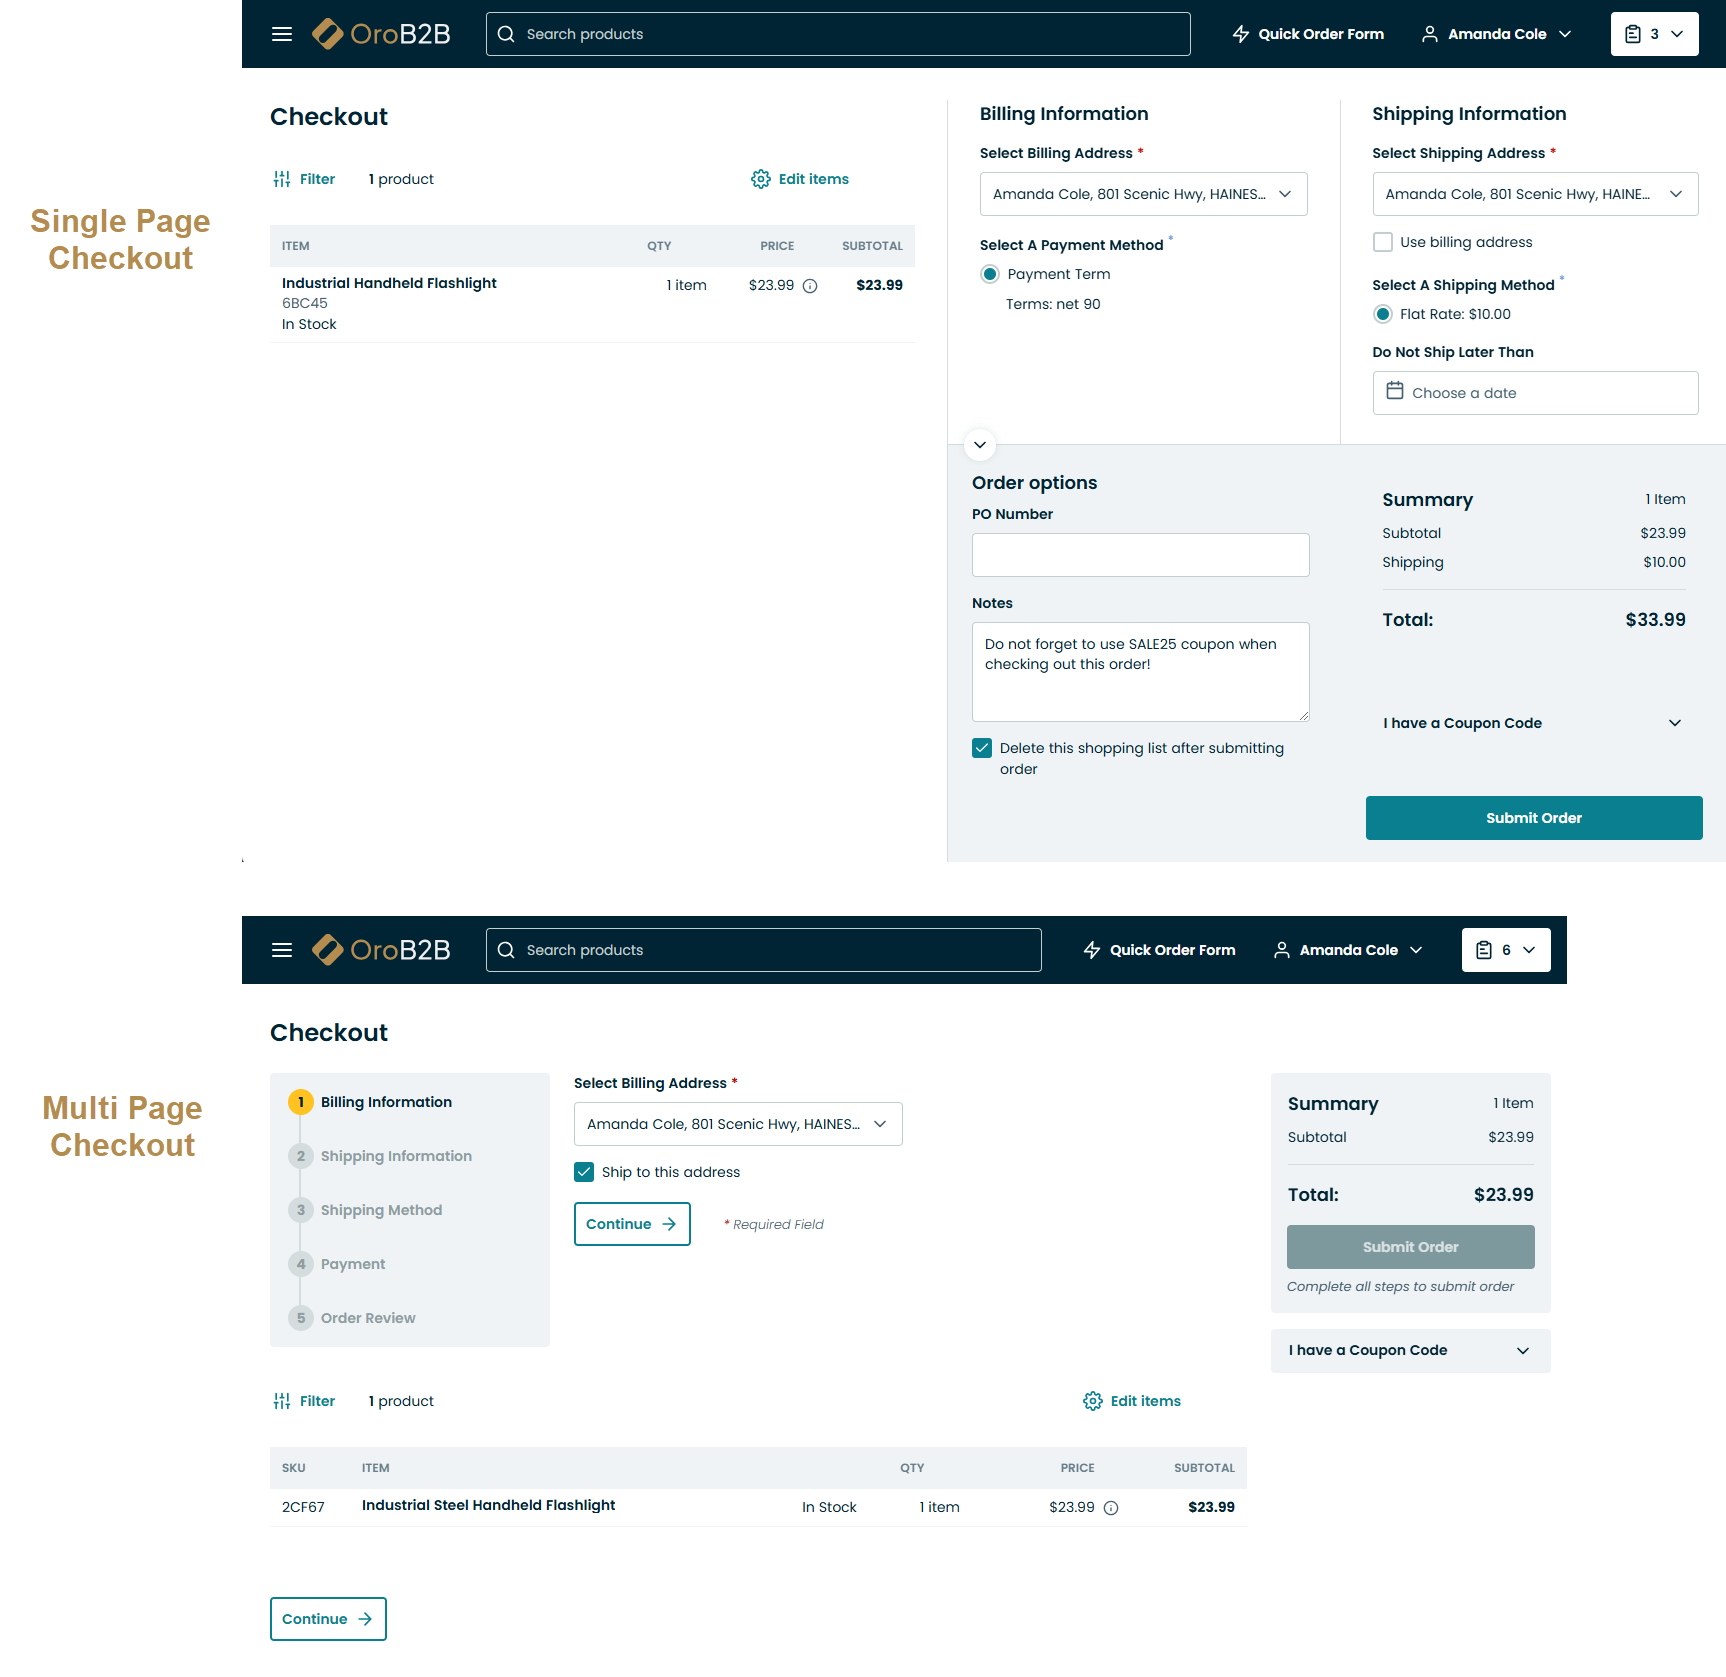 OroB2B
Search products
Quick Order Form
Amanda Cole
3
Single Page
Checkout
Checkout
Filter
1 product
Edit items
ITEM QTY PRICE SUBTOTAL
Industrial Handheld Flashlight 1 item $23.99 $23.99
6BC45
In Stock
Billing Information
Select Billing Address *
Amanda Cole, 801 Scenic Hwy, HAINES...
Select A Payment Method *
Payment Term
Terms: net 90
Shipping Information
Select Shipping Address *
Amanda Cole, 801 Scenic Hwy, HAINE...
Use billing address
Select A Shipping Method *
Flat Rate: $10.00
Do Not Ship Later Than
Choose a date
Order options
PO Number
Notes
Do not forget to use SALE25 coupon when
checking out this order!
Delete this shopping list after submitting
order
Summary 1 Item
Subtotal $23.99
Shipping $10.00
Total: $33.99
I have a Coupon Code
Submit Order
OroB2B
Search products
Quick Order Form
Amanda Cole
6
Multi Page
Checkout
Checkout
1 Billing Information
2 Shipping Information
3 Shipping Method
4 Payment
5 Order Review
Select Billing Address *
Amanda Cole, 801 Scenic Hwy, HAINES...
Ship to this address
Continue
* Required Field
Summary 1 Item
Subtotal $23.99
Total: $23.99
Submit Order
Complete all steps to submit order
I have a Coupon Code
Filter
1 product
Edit items
SKU ITEM QTY PRICE SUBTOTAL
2CF67 Industrial Steel Handheld Flashlight In Stock 1 item $23.99 $23.99
Continue